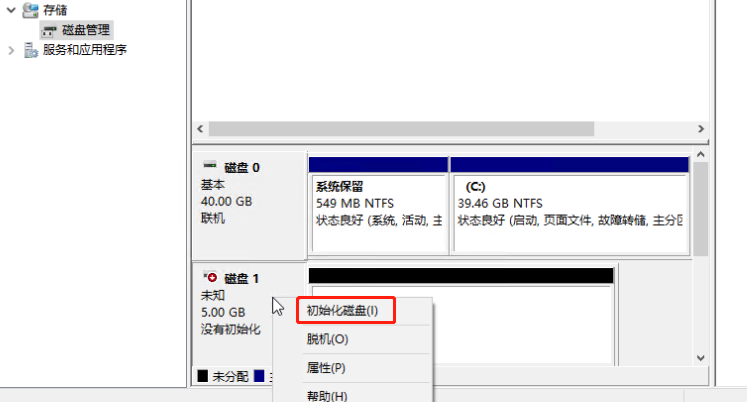 存储
磁盘管理
服务和应用程序
磁盘 0
基本
40.00 GB
联机
系统保留
549 MB NTFS
状态良好 (系统, 活动, 主
(C:)
39.46 GB NTFS
状态良好 (启动, 页面文件, 故障转储, 主分区
磁盘 1
未知
5.00 GB
没有初始化
初始化磁盘(I)
脱机(O)
属性(P)
帮助(H)
未分配